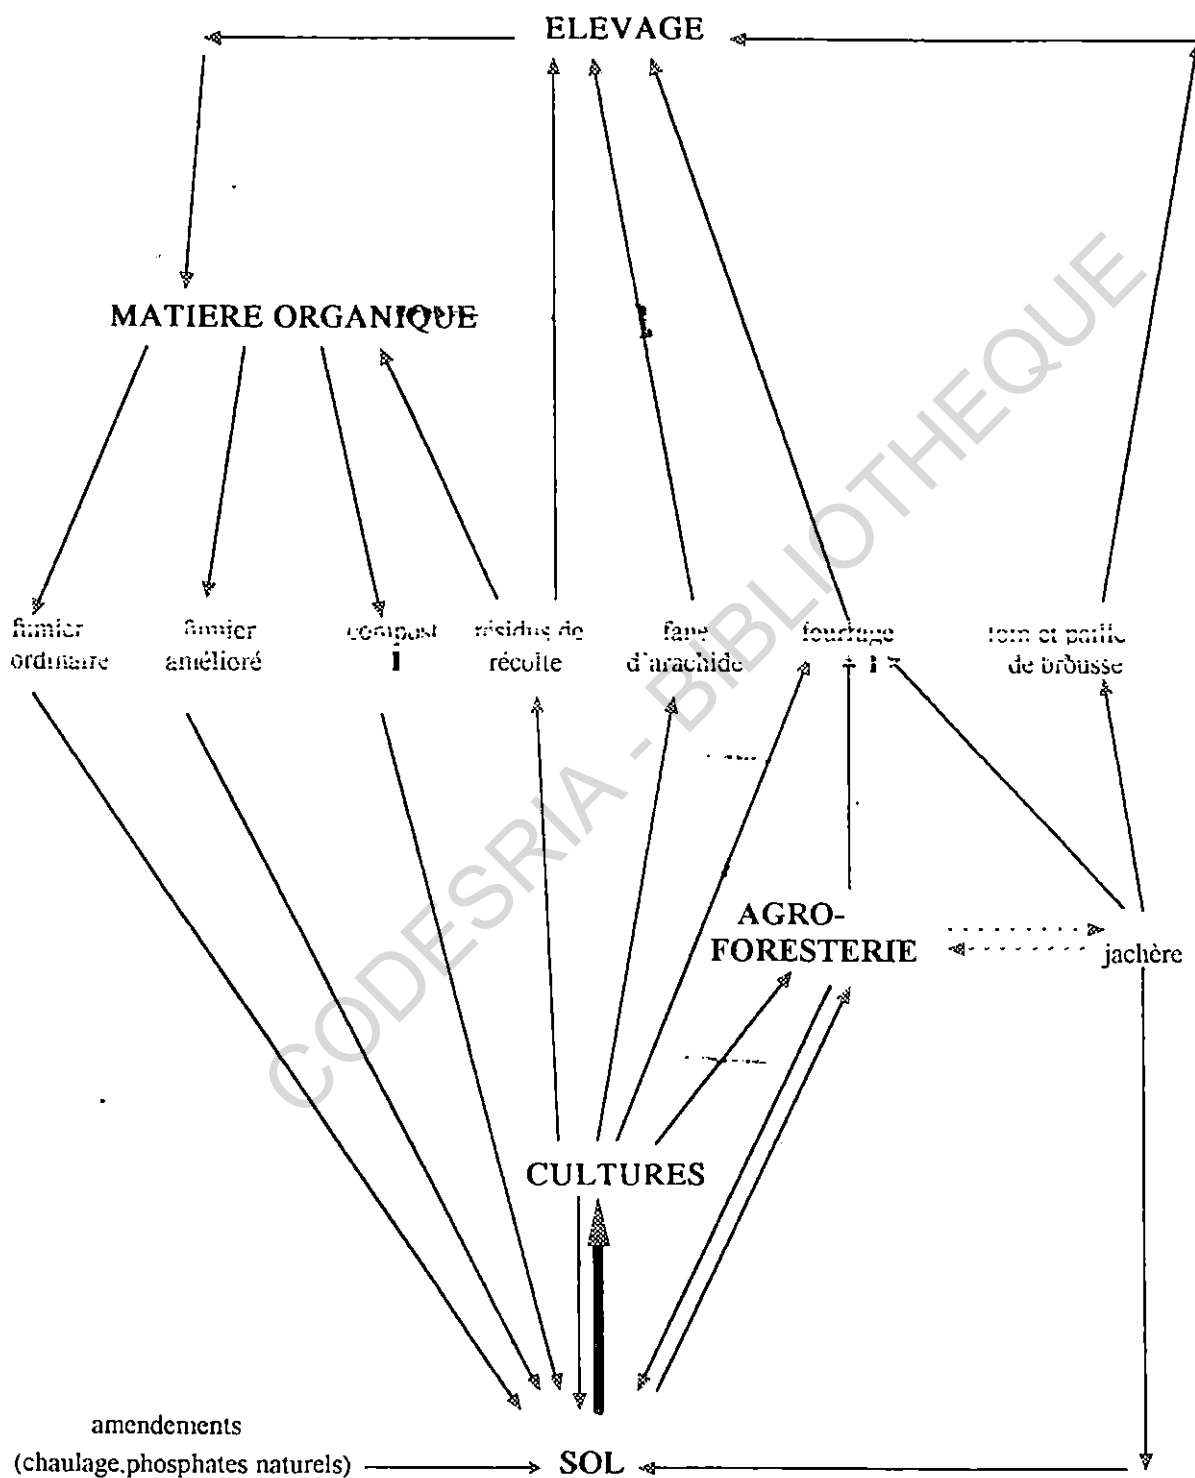 ELEVAGE
MATIERE ORGANIQUE
fumier
ordinaire
fumier
amélioré
compost
résidus de
récolte
fane
d'arachide
fourrage
foin et paille
de brousse
AGRO-
FORESTERIE
jachère
CULTURES
amendements
(chaulage,phosphates naturels)
SOL
CODESRIA - BIBLIOTHEQUE